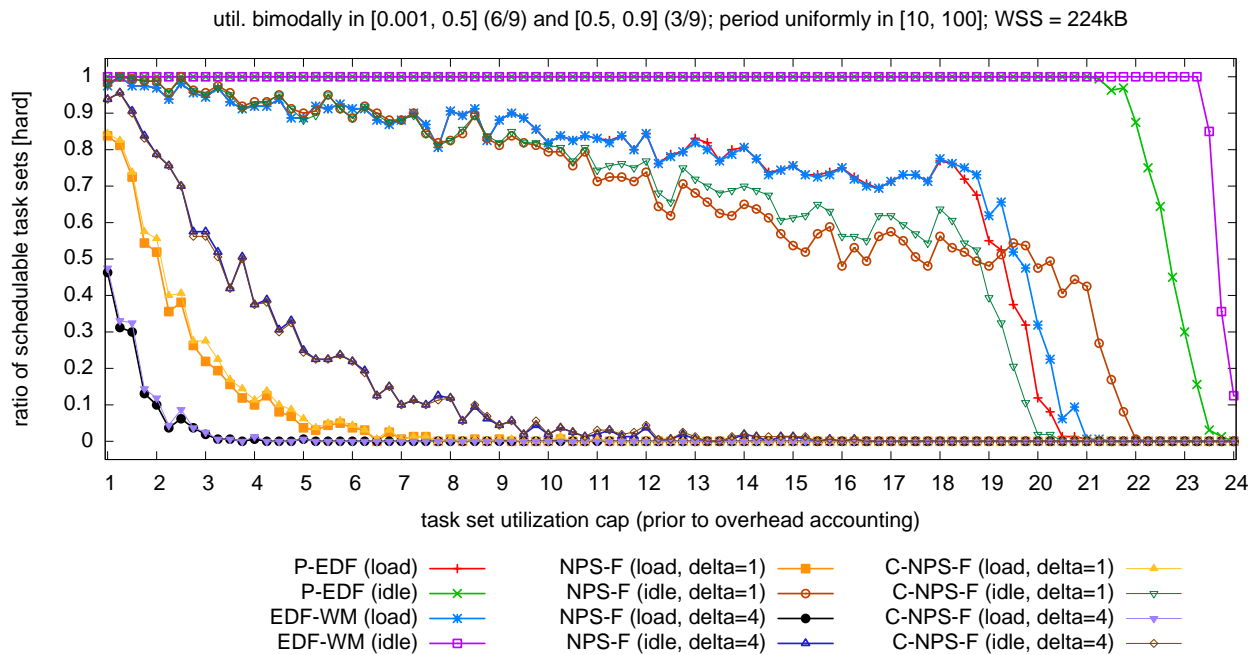 util. bimodally in [0.001, 0.5] (6/9) and [0.5, 0.9] (3/9); period uniformly in [10, 100]; WSS = 224kB
ratio of schedulable task sets [hard]
1
0.9
0.8
0.7
0.6
0.5
0.4
0.3
0.2
0.1
0
1 2 3 4 5 6 7 8 9 10 11 12 13 14 15 16 17 18 19 20 21 22 23 24
task set utilization cap (prior to overhead accounting)
P-EDF (load)
P-EDF (idle)
EDF-WM (load)
EDF-WM (idle)
NPS-F (load, delta=1)
NPS-F (idle, delta=1)
NPS-F (load, delta=4)
NPS-F (idle, delta=4)
C-NPS-F (load, delta=1)
C-NPS-F (idle, delta=1)
C-NPS-F (load, delta=4)
C-NPS-F (idle, delta=4)